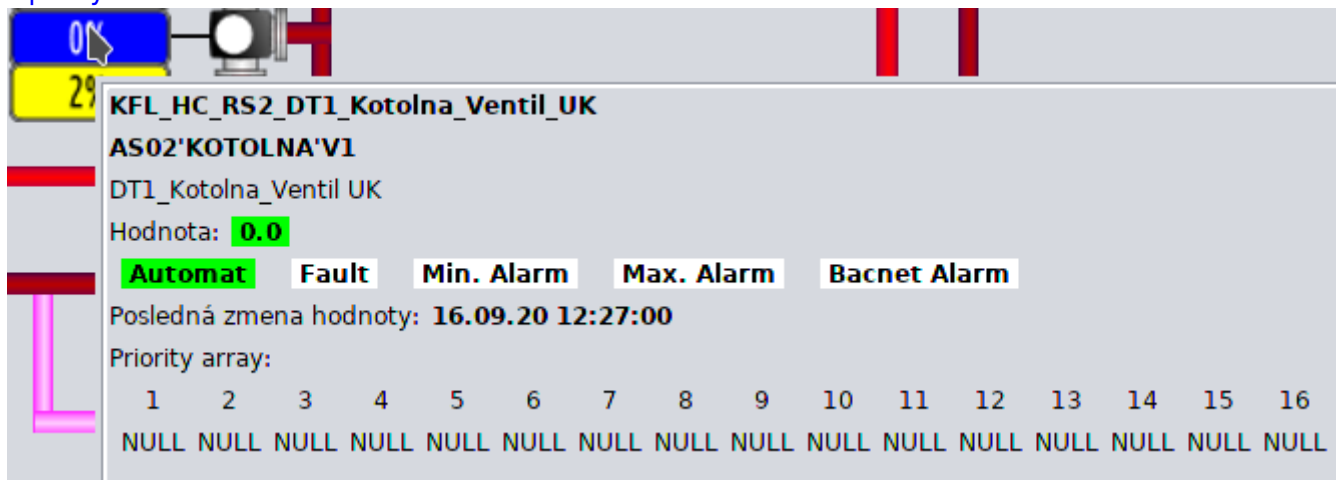 0%
2%
KFL_HC_RS2_DT1_Kotolna_Ventil_UK
AS02'KOTOLNA'V1
DT1_Kotolna_Ventil UK
Hodnota: 0.0
Automat Fault Min. Alarm Max. Alarm Bacnet Alarm
Posledná zmena hodnoty: 16.09.20 12:27:00
Priority array:
1 2 3 4 5 6 7 8 9 10 11 12 13 14 15 16
NULL NULL NULL NULL NULL NULL NULL NULL NULL NULL NULL NULL NULL NULL NULL NULL